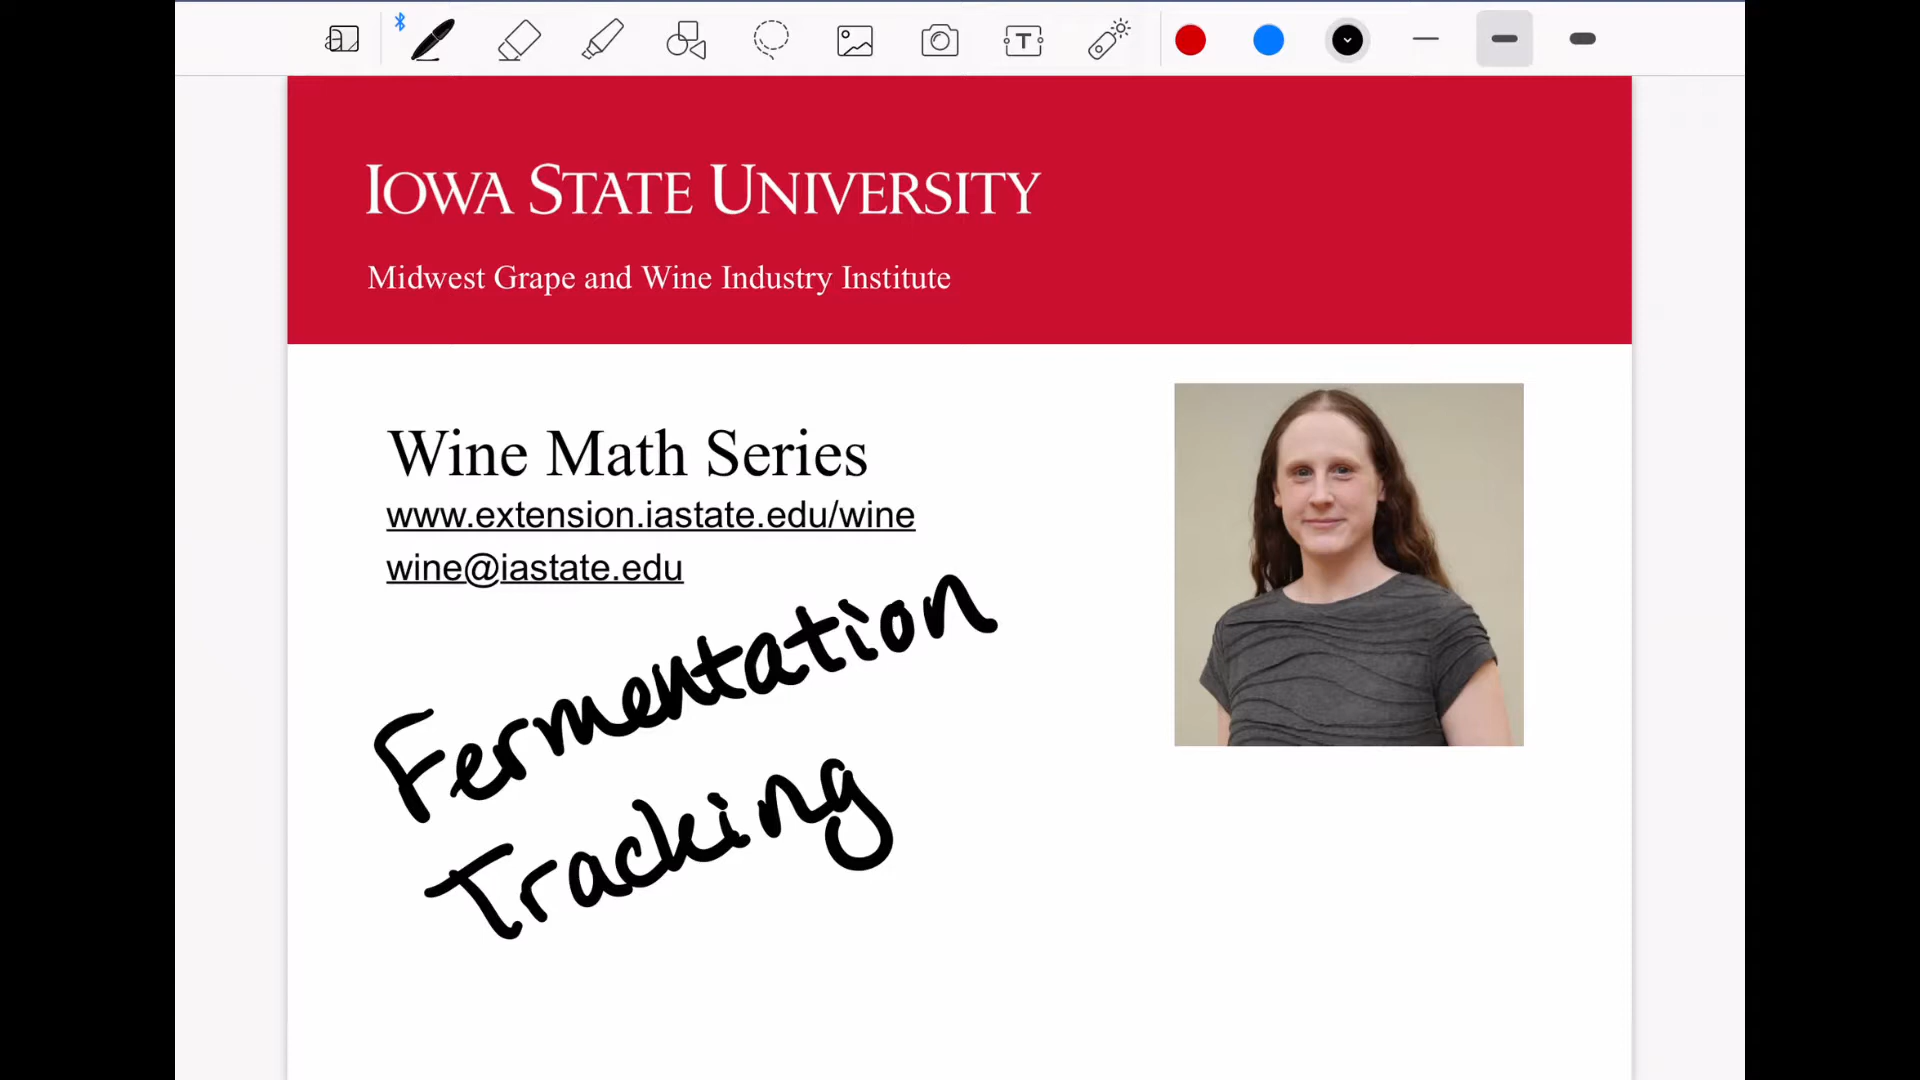 IOWA STATE UNIVERSITY
Midwest Grape and Wine Industry Institute
Wine Math Series
www.extension.iastate.edu/wine
wine@iastate.edu
Fermentation
Tracking